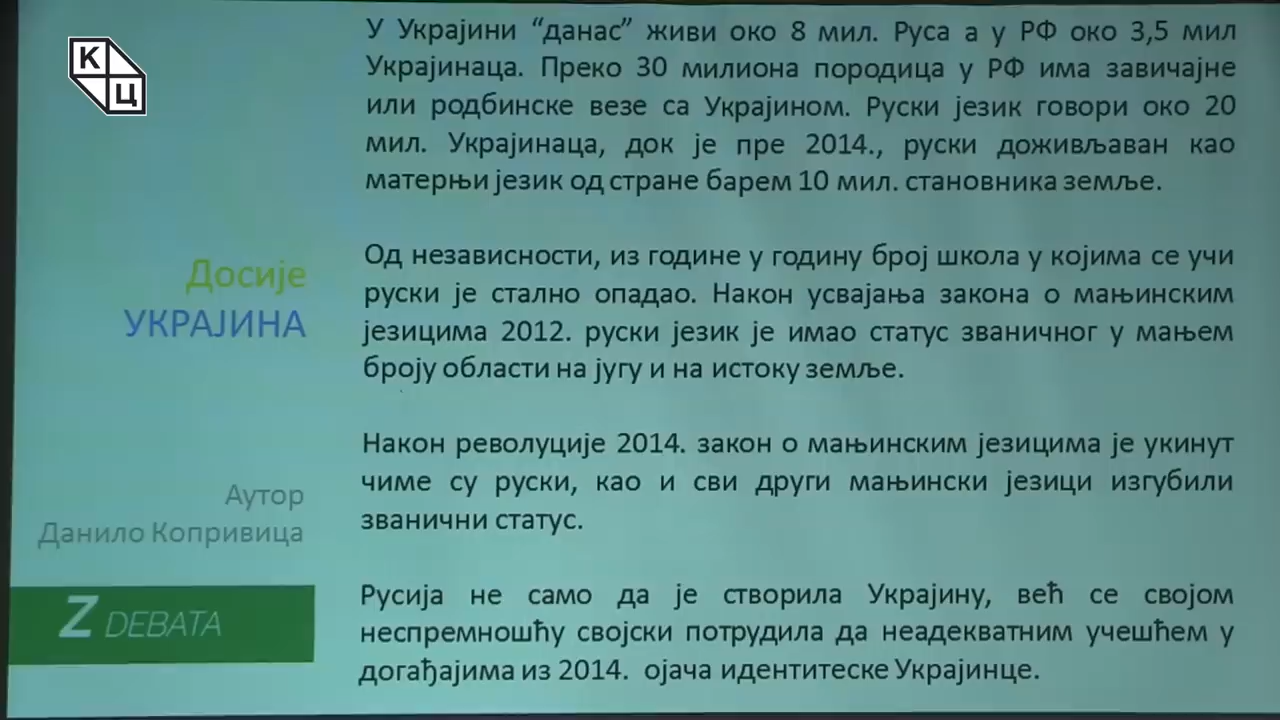 К
Ц
У Украјини “данас” живи око 8 мил. Руса а у РФ око 3,5 мил
Украјинаца. Преко 30 милиона породица у РФ има завичајне
или родбинске везе са Украјином. Руски језик говори око 20
мил. Украјинаца, док је пре 2014., руски доживљаван као
матерњи језик од стране барем 10 мил. становника земље.
Од независности, из године у годину број школа у којима се учи
руски је стално опадао. Након усвајања закона о мањинским
језицима 2012. руски језик је имао статус званичног у мањем
броју области на југу и на истоку земље.
Након револуције 2014. закон о мањинским језицима је укинут
чиме су руски, као и сви други мањински језици изгубили
званични статус.
Русија не само да је створила Украјину, већ се својом
неспремношћу својски потрудила да неадекватним учешћем у
догађајима из 2014. ојача идентитеске Украјинце.
Досије
УКРАЈИНА
Аутор
Данило Копривица
Z DEBATA